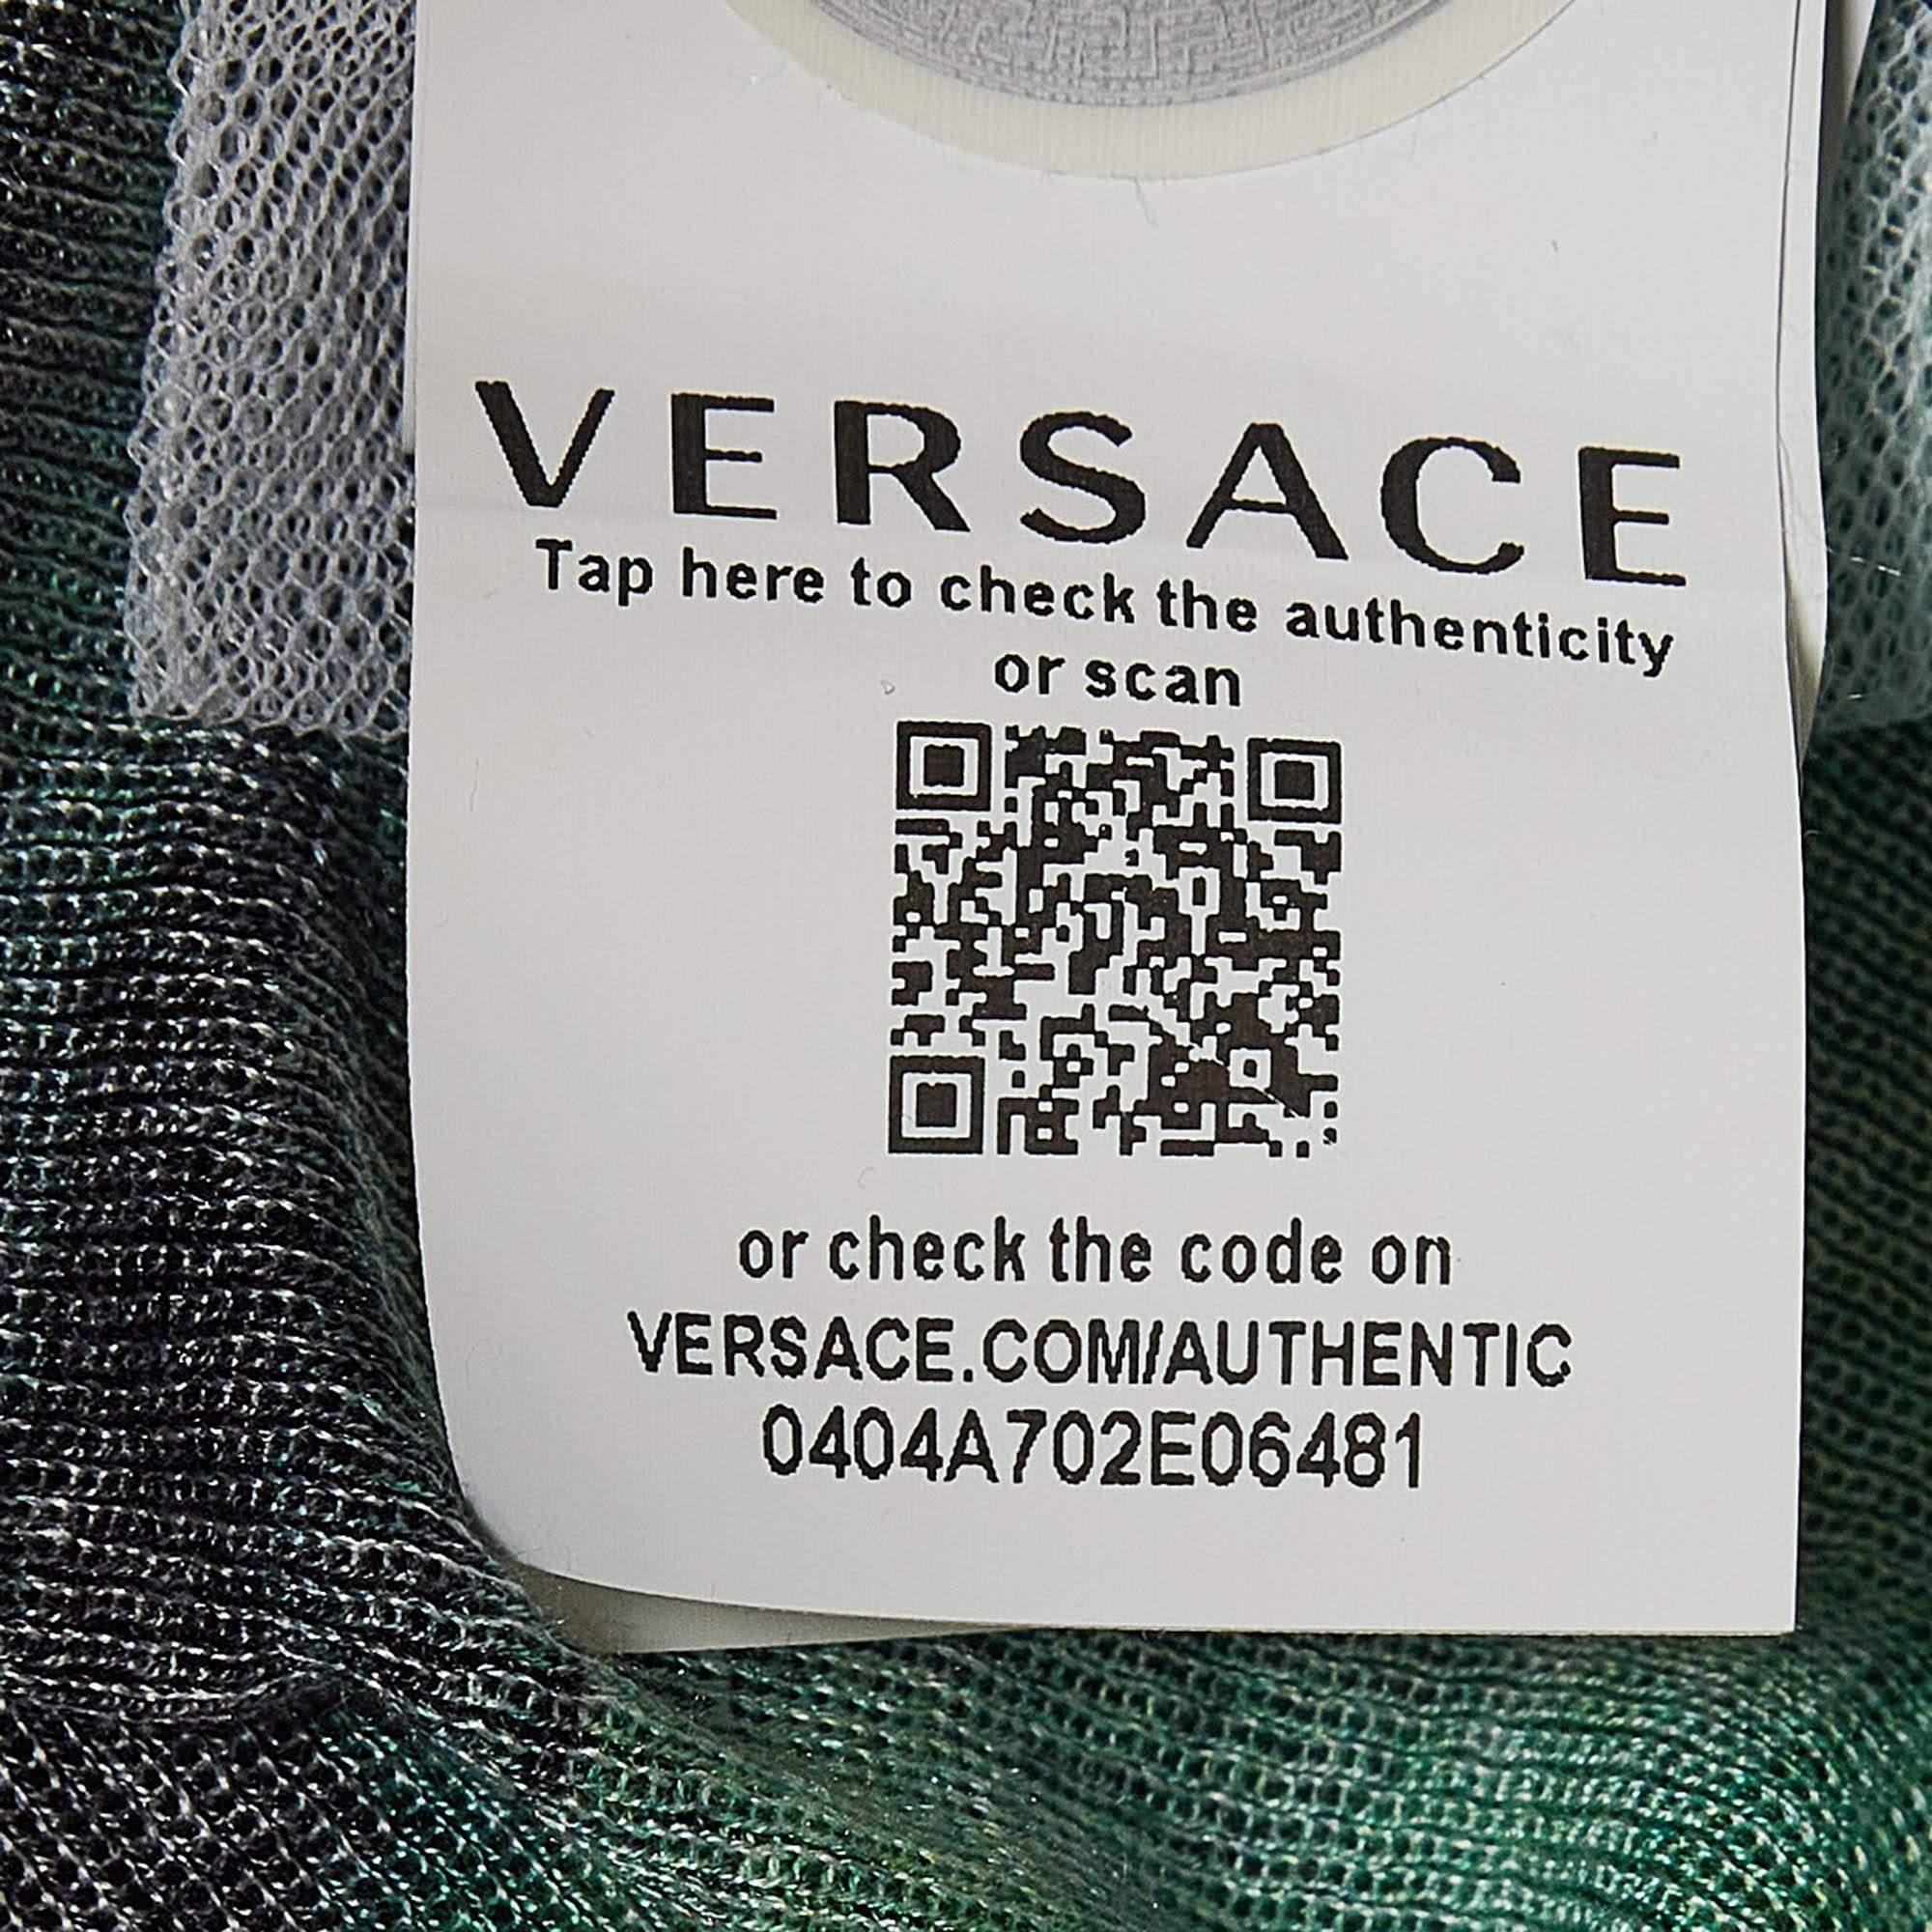 VERSACE
Tap here to check the authenticity
or scan
or check the code on
VERSACE.COM/AUTHENTIC
0404A702E06481